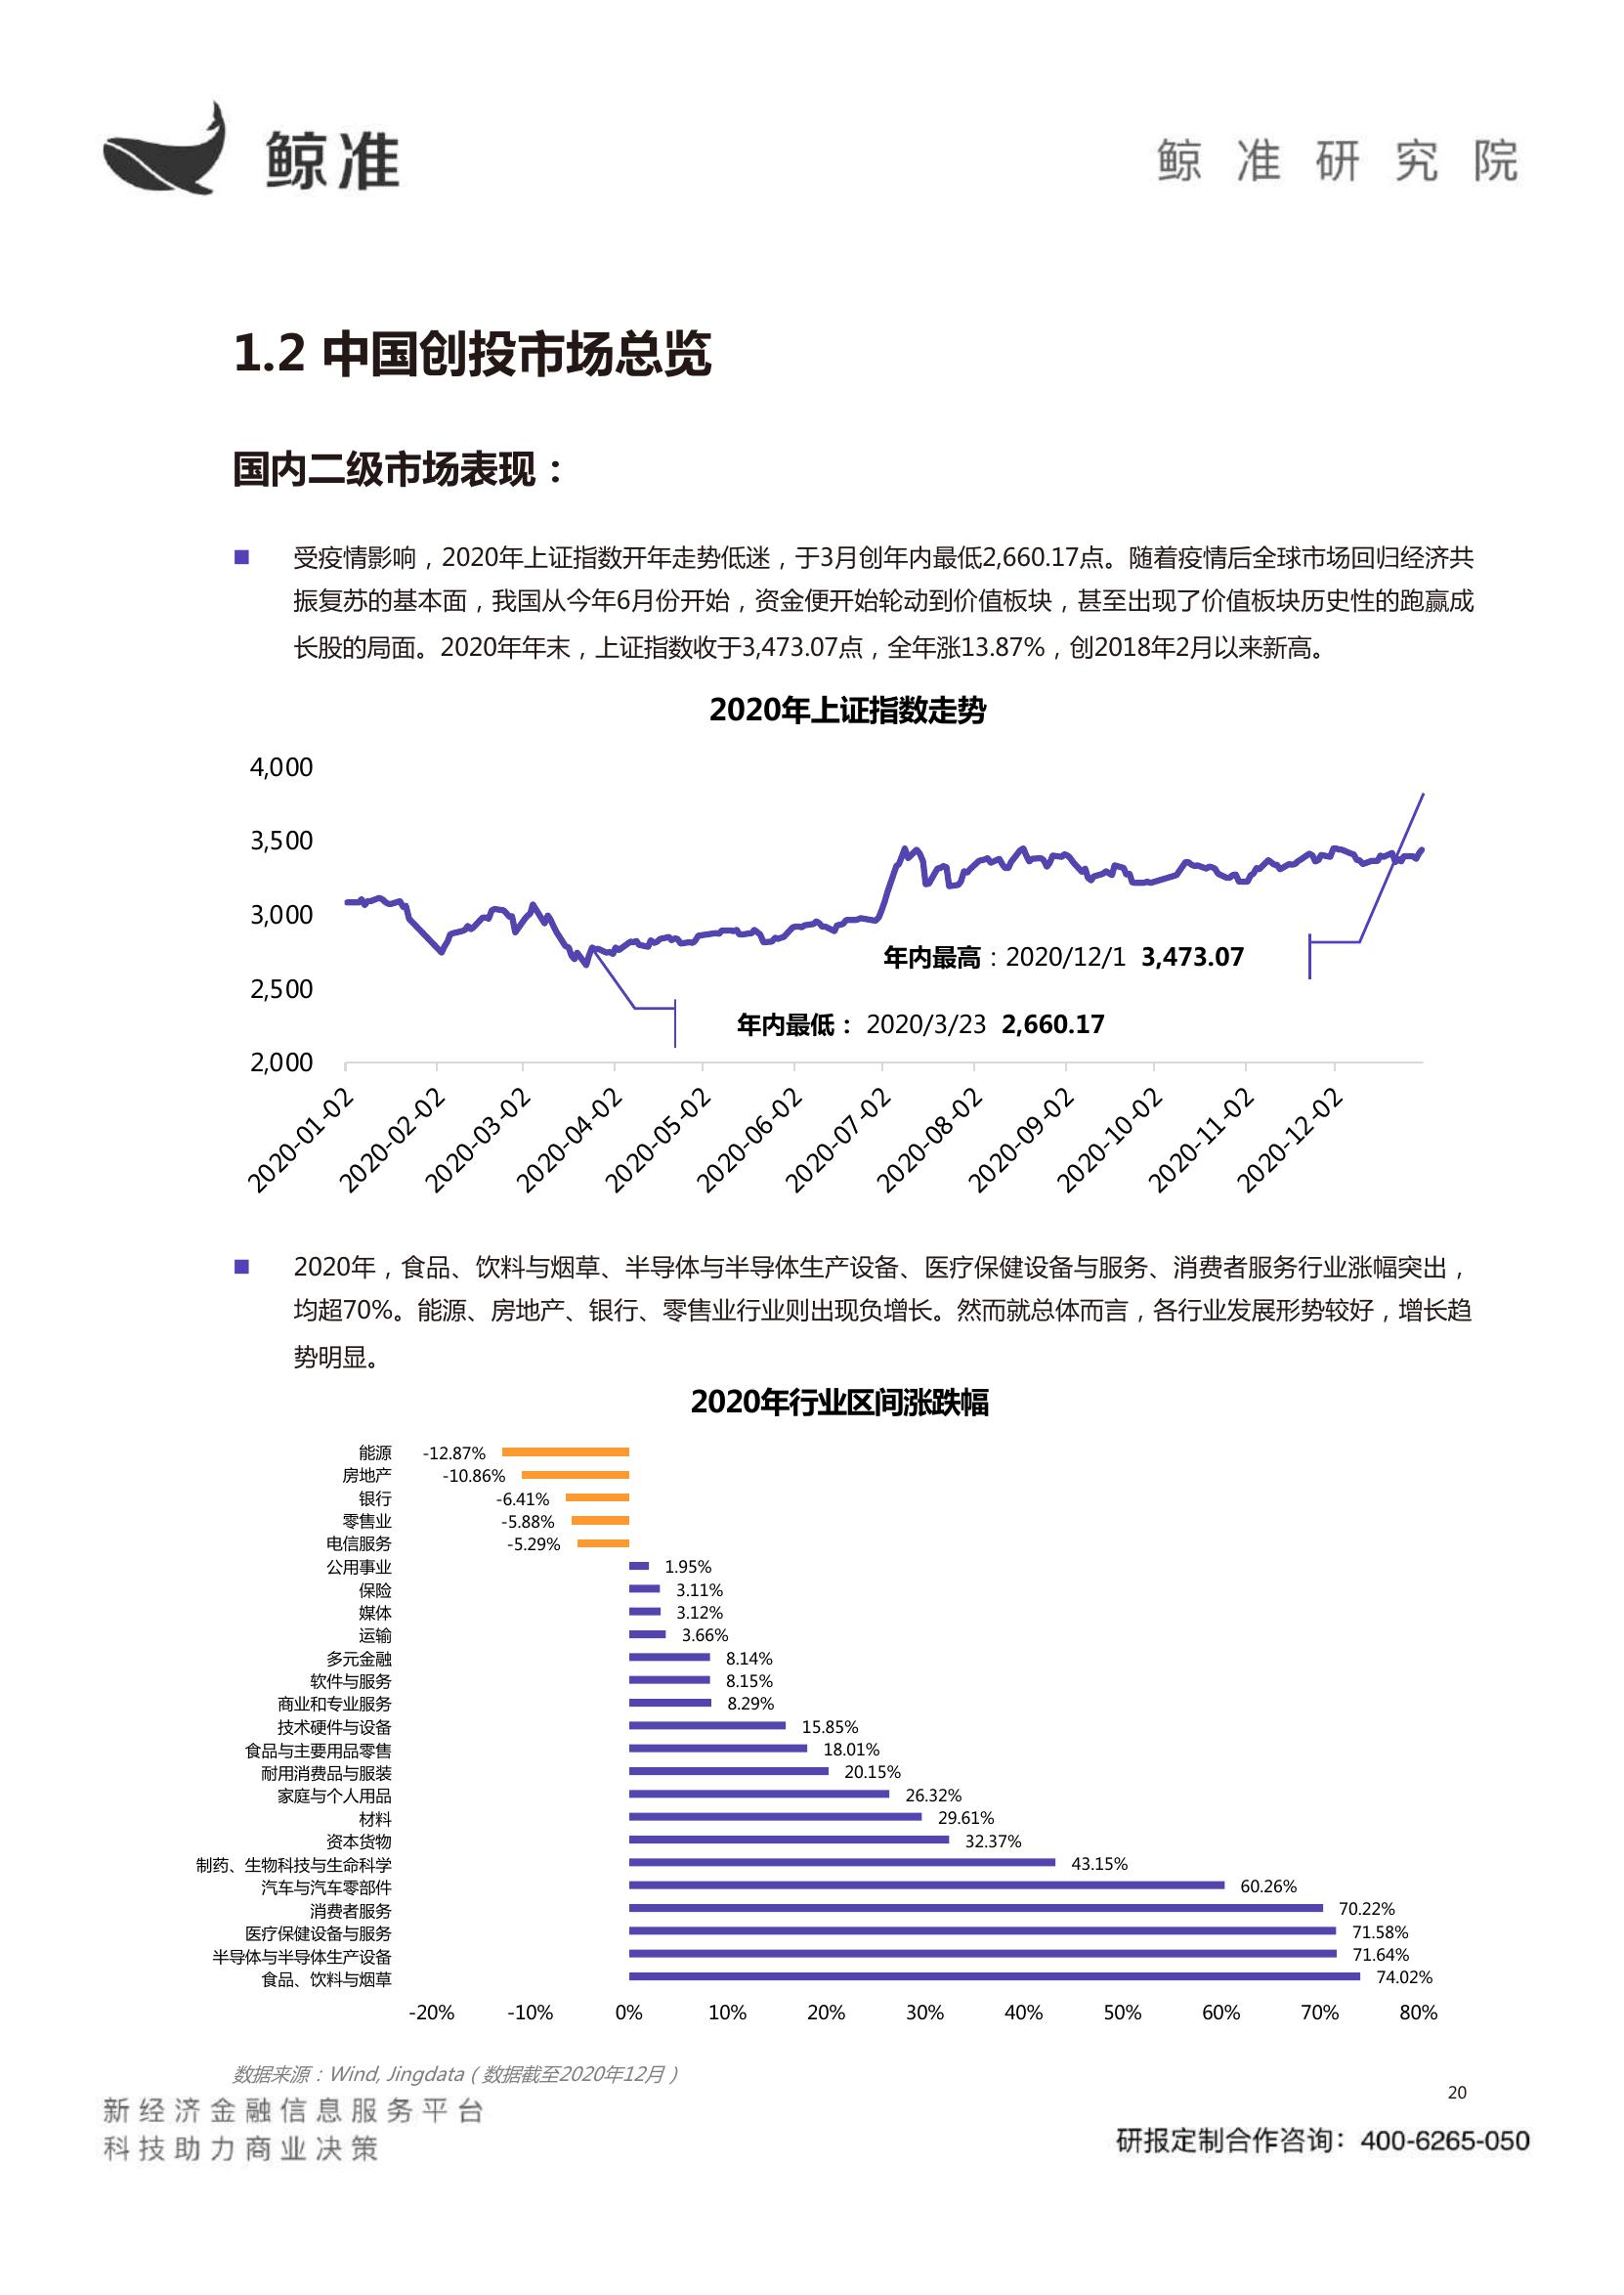 鲸准
鲸准研究院
1.2 中国创投市场总览
国内二级市场表现：
■ 受疫情影响，2020年上证指数开年走势低迷，于3月创年内最低2,660.17点。随着疫情后全球市场回归经济共
振复苏的基本面，我国从今年6月份开始，资金便开始轮动到价值板块，甚至出现了价值板块历史性的跑赢成
长股的局面。2020年年末，上证指数收于3,473.07点，全年涨13.87%，创2018年2月以来新高。
2020年上证指数走势
4,000
3,500
3,000
2,500
2,000
年内最高：2020/12/1 3,473.07
年内最低： 2020/3/23 2,660.17
2020-01-02
2020-02-02
2020-03-02
2020-04-02
2020-05-02
2020-06-02
2020-07-02
2020-08-02
2020-09-02
2020-10-02
2020-11-02
2020-12-02
■ 2020年，食品、饮料与烟草、半导体与半导体生产设备、医疗保健设备与服务、消费者服务行业涨幅突出，
均超70%。能源、房地产、银行、零售业行业则出现负增长。然而就总体而言，各行业发展形势较好，增长趋
势明显。
2020年行业区间涨跌幅
能源 -12.87%
房地产 -10.86%
银行 -6.41%
零售业 -5.88%
电信服务 -5.29%
公用事业 1.95%
保险 3.11%
媒体 3.12%
运输 3.66%
多元金融 8.14%
软件与服务 8.15%
商业和专业服务 8.29%
技术硬件与设备 15.85%
食品与主要用品零售 18.01%
耐用消费品与服装 20.15%
家庭与个人用品 26.32%
材料 29.61%
资本货物 32.37%
制药、生物科技与生命科学 43.15%
汽车与汽车零部件 60.26%
消费者服务 70.22%
医疗保健设备与服务 71.58%
半导体与半导体生产设备 71.64%
食品、饮料与烟草 74.02%
-20% -10% 0% 10% 20% 30% 40% 50% 60% 70% 80%
数据来源：Wind, Jingdata（数据截至2020年12月）
20
新经济金融信息服务平台
科技助力商业决策
研报定制合作咨询：400-6265-050